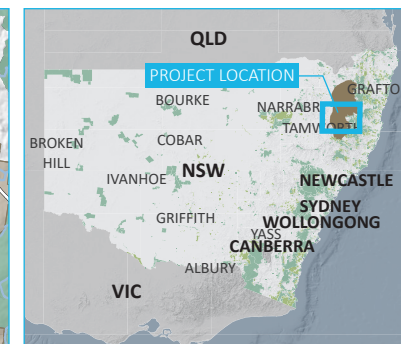 QLD
PROJECT LOCATION
GRAFTO
BOURKE
NARRABR
TAMWORTH
BROKEN
HILL
COBAR
IVANHOE
NSW
NEWCASTLE
GRIFFITH
SYDNEY
WOLLONGONG
YASS
CANBERRA
ALBURY
VIC